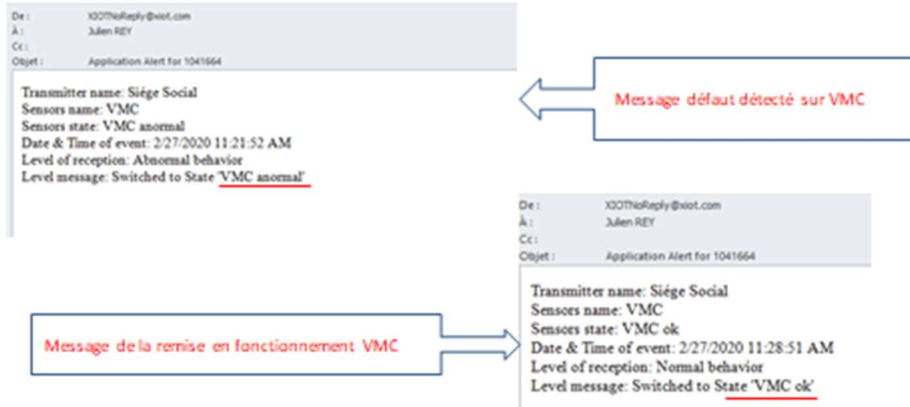 De : XIOTNoReply@xiot.com
À : Julien REY
Cc :
Objet : Application Alert for 1041664
Transmitter name: Siége Social
Sensors name: VMC
Sensors state: VMC anormal
Date & Time of event: 2/27/2020 11:21:52 AM
Level of reception: Abnormal behavior
Level message: Switched to State 'VMC anormal'
Message défaut détecté sur VMC
De : XIOTNoReply@xiot.com
À : Julien REY
Cc :
Objet : Application Alert for 1041664
Transmitter name: Siége Social
Sensors name: VMC
Sensors state: VMC ok
Date & Time of event: 2/27/2020 11:28:51 AM
Level of reception: Normal behavior
Level message: Switched to State 'VMC ok'
Message de la remise en fonctionnement VMC